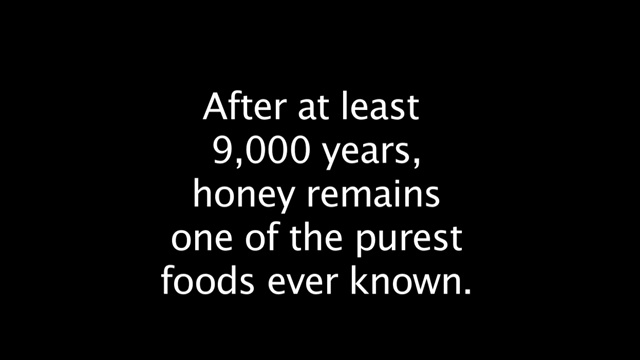 After at least
9,000 years,
honey remains
one of the purest
foods ever known.